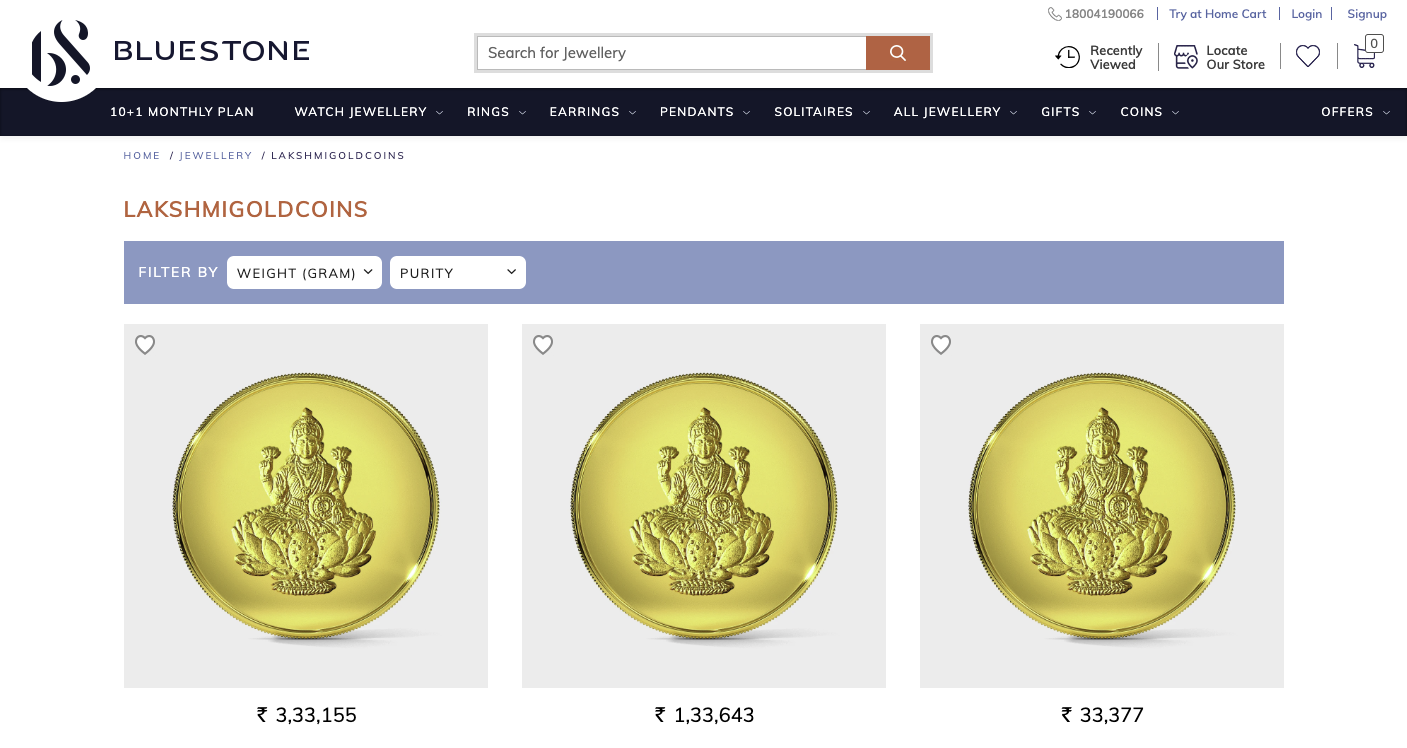 18004190066 Try at Home Cart Login Signup
BLUESTONE
Search for Jewellery
Recently
Viewed
Locate
Our Store
0
10+1 MONTHLY PLAN WATCH JEWELLERY RINGS EARRINGS PENDANTS SOLITAIRES ALL JEWELLERY GIFTS COINS OFFERS
HOME / JEWELLERY / LAKSHMIGOLDCOINS
LAKSHMIGOLDCOINS
FILTER BY WEIGHT (GRAM) PURITY
₹ 3,33,155 ₹ 1,33,643 ₹ 33,377